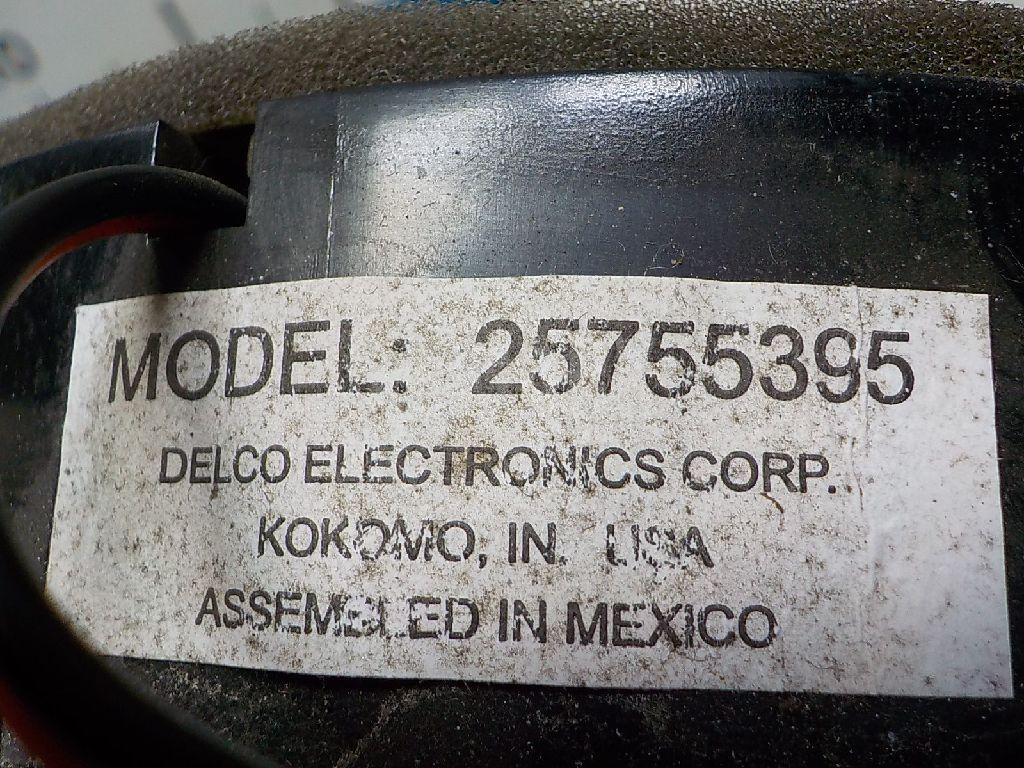 MODEL: 25755395
DELCO ELECTRONICS CORP.
KOKOMO, IN. USA
ASSEMBLED IN MEXICO